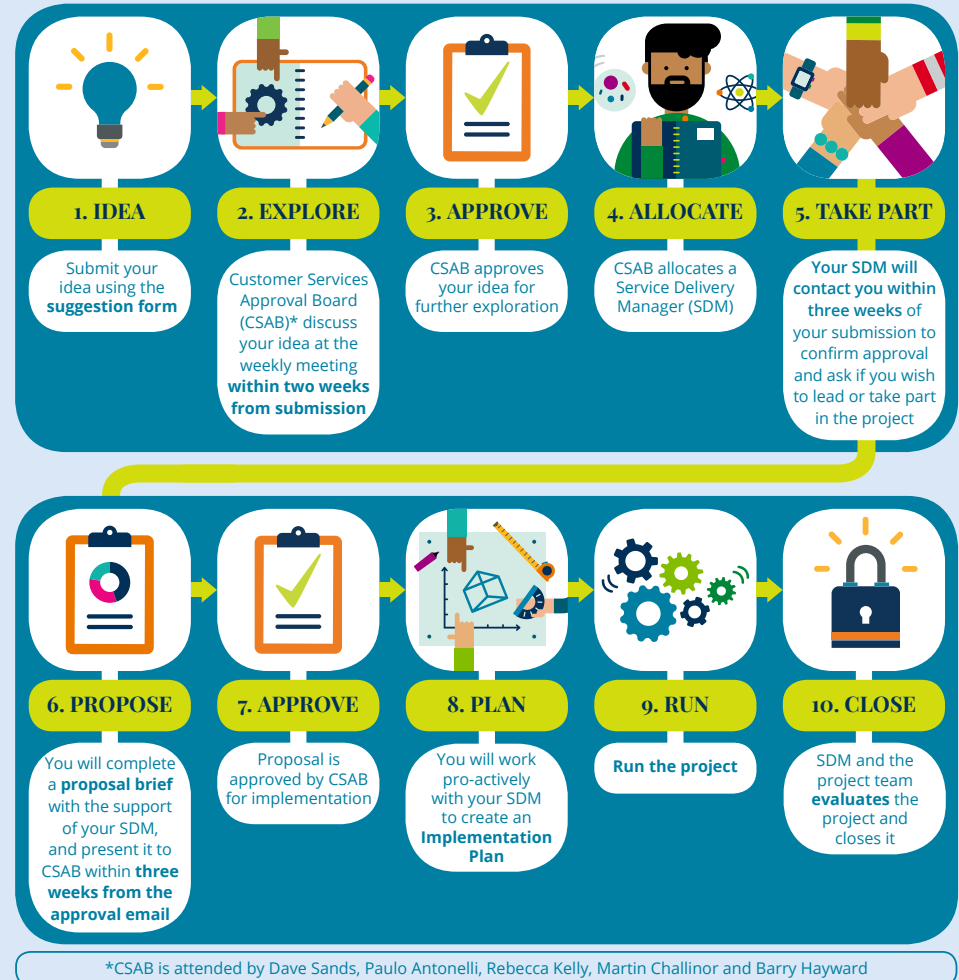 1. IDEA
Submit your
idea using the
suggestion form
2. EXPLORE
Customer Services
Approval Board
(CSAB)* discuss
your idea at the
weekly meeting
within two weeks
from submission
3. APPROVE
CSAB approves
your idea for
further exploration
4. ALLOCATE
CSAB allocates a
Service Delivery
Manager (SDM)
5. TAKE PART
Your SDM will
contact you within
three weeks of
your submission to
confirm approval
and ask if you wish
to lead or take part
in the project
6. PROPOSE
You will complete
a proposal brief
with the support
of your SDM,
and present it to
CSAB within three
weeks from the
approval email
7. APPROVE
Proposal is
approved by CSAB
for implementation
8. PLAN
You will work
pro-actively
with your SDM
to create an
Implementation
Plan
9. RUN
Run the project
10. CLOSE
SDM and the
project team
evaluates the
project and
closes it
*CSAB is attended by Dave Sands, Paulo Antonelli, Rebecca Kelly, Martin Challinor and Barry Hayward